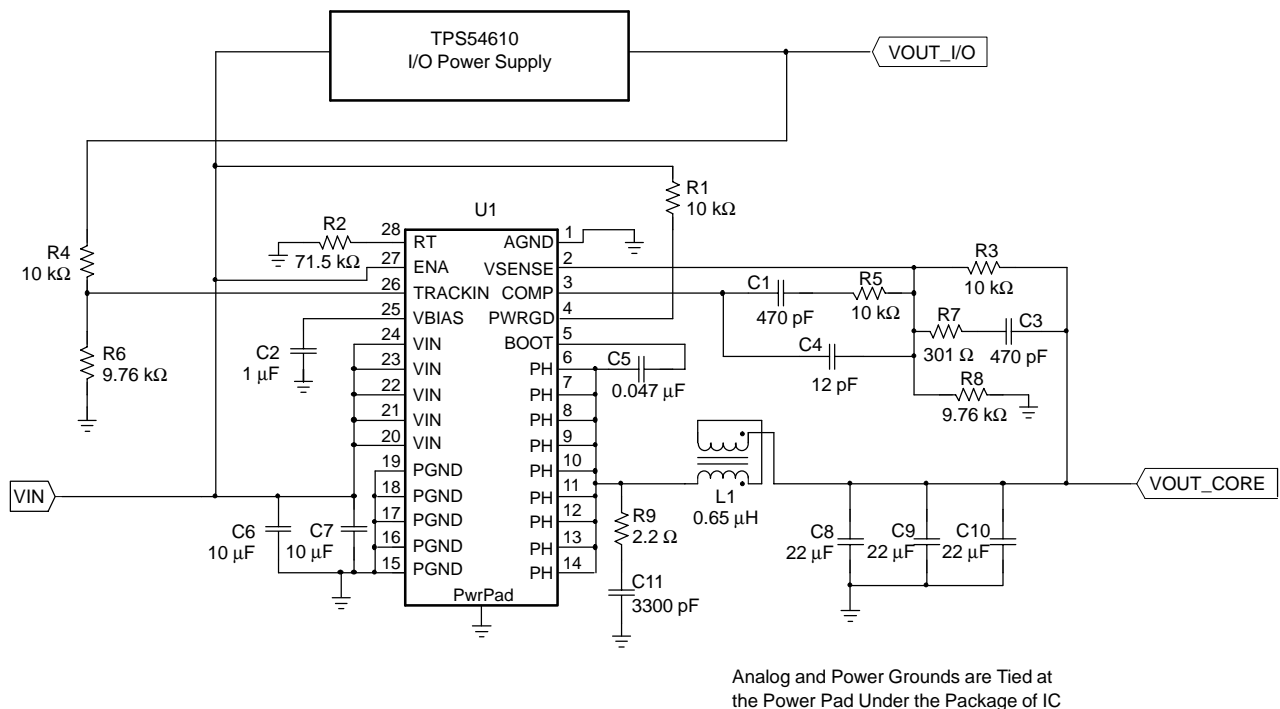 TPS54610
I/O Power Supply
VOUT_I/O
R1
10 kΩ
U1
R2
71.5 kΩ
R4
10 kΩ
R6
9.76 kΩ
C2
1 μF
28 RT
27 ENA
26 TRACKIN
25 VBIAS
24 VIN
23 VIN
22 VIN
21 VIN
20 VIN
19 PGND
18 PGND
17 PGND
16 PGND
15 PGND
AGND 1
VSENSE 2
COMP 3
PWRGD 4
BOOT 5
PH 6
PH 7
PH 8
PH 9
PH 10
PH 11
PH 12
PH 13
PH 14
PwrPad
C1
470 pF
R5
10 kΩ
R3
10 kΩ
R7
301 Ω
C3
470 pF
C4
12 pF
R8
9.76 kΩ
C5
0.047 μF
L1
0.65 μH
VIN
VOUT_CORE
C6
10 μF
C7
10 μF
R9
2.2 Ω
C11
3300 pF
C8
22 μF
C9
22 μF
C10
22 μF
Analog and Power Grounds are Tied at
the Power Pad Under the Package of IC